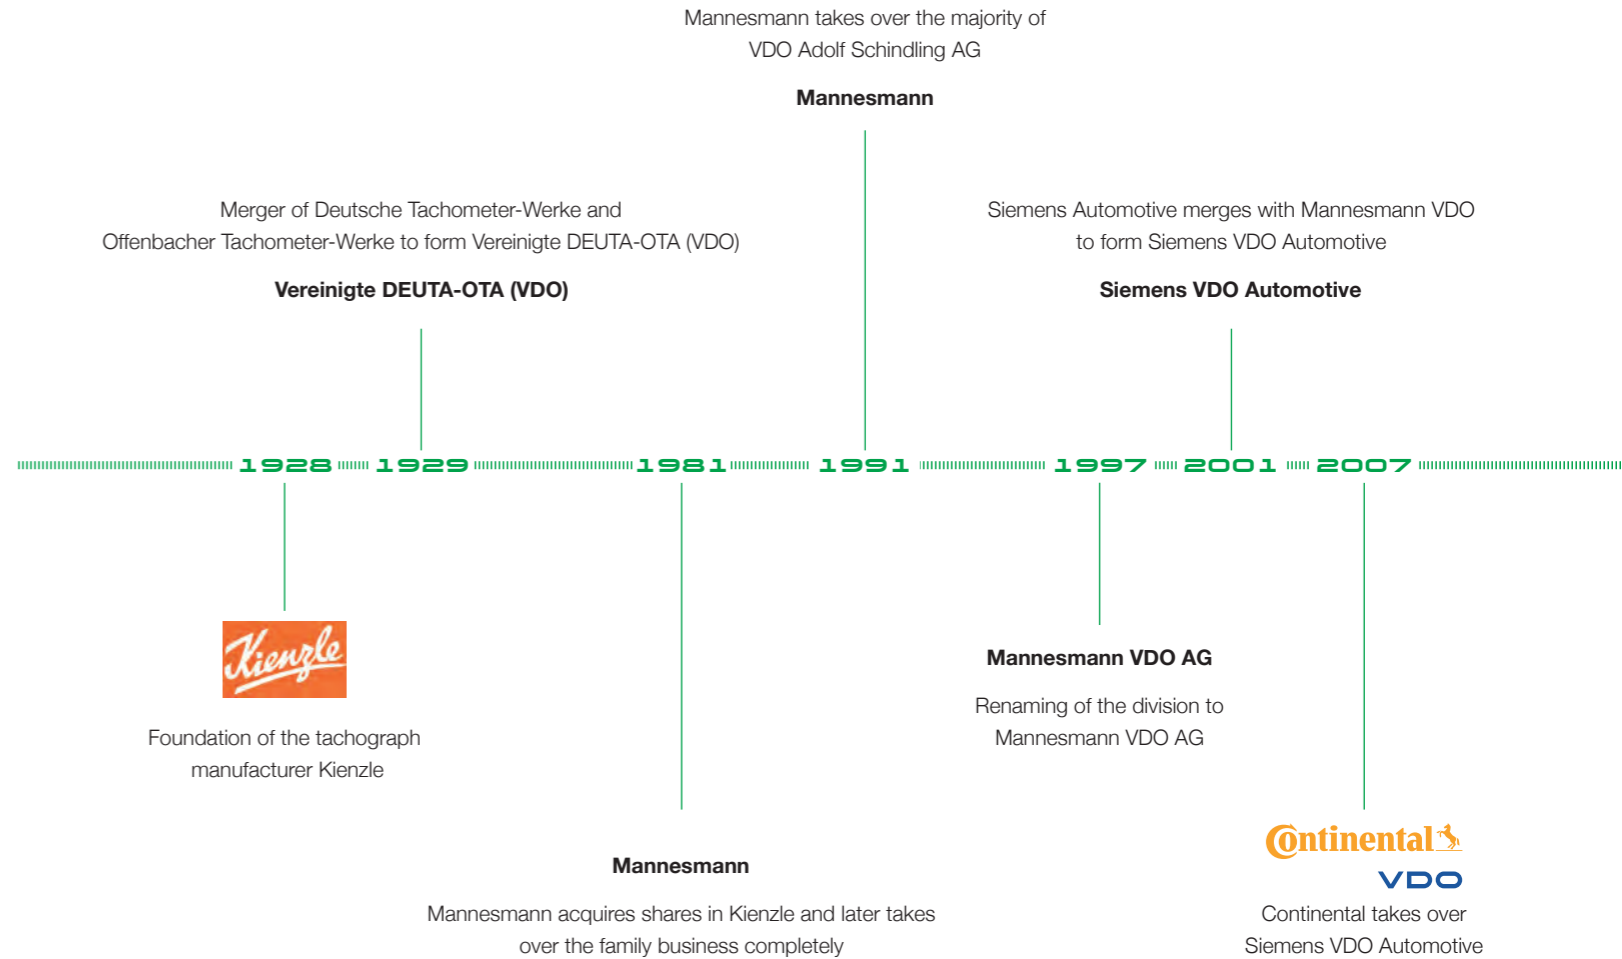 Mannesmann takes over the majority of
VDO Adolf Schindling AG
Mannesmann
Merger of Deutsche Tachometer-Werke and
Offenbacher Tachometer-Werke to form Vereinigte DEUTA-OTA (VDO)
Vereinigte DEUTA-OTA (VDO)
Siemens Automotive merges with Mannesmann VDO
to form Siemens VDO Automotive
Siemens VDO Automotive
1928 1929 1981 1991 1997 2001 2007
Kienzle
Foundation of the tachograph
manufacturer Kienzle
Mannesmann
Mannesmann acquires shares in Kienzle and later takes
over the family business completely
Mannesmann VDO AG
Renaming of the division to
Mannesmann VDO AG
Continental
VDO
Continental takes over
Siemens VDO Automotive